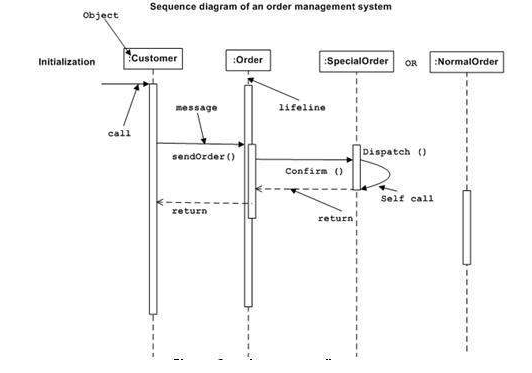 Sequence diagram of an order management system
Object
Initialization
:Customer
:Order
:SpecialOrder
OR
:NormalOrder
message
lifeline
call
sendOrder()
Dispatch ()
Confirm ()
Self call
return
return